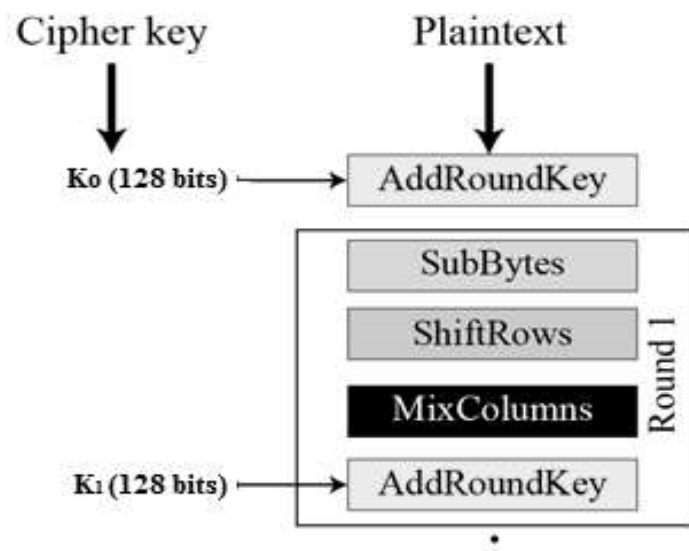 Cipher key Plaintext
K0 (128 bits) AddRoundKey
SubBytes
ShiftRows
MixColumns
Round 1
K1 (128 bits) AddRoundKey